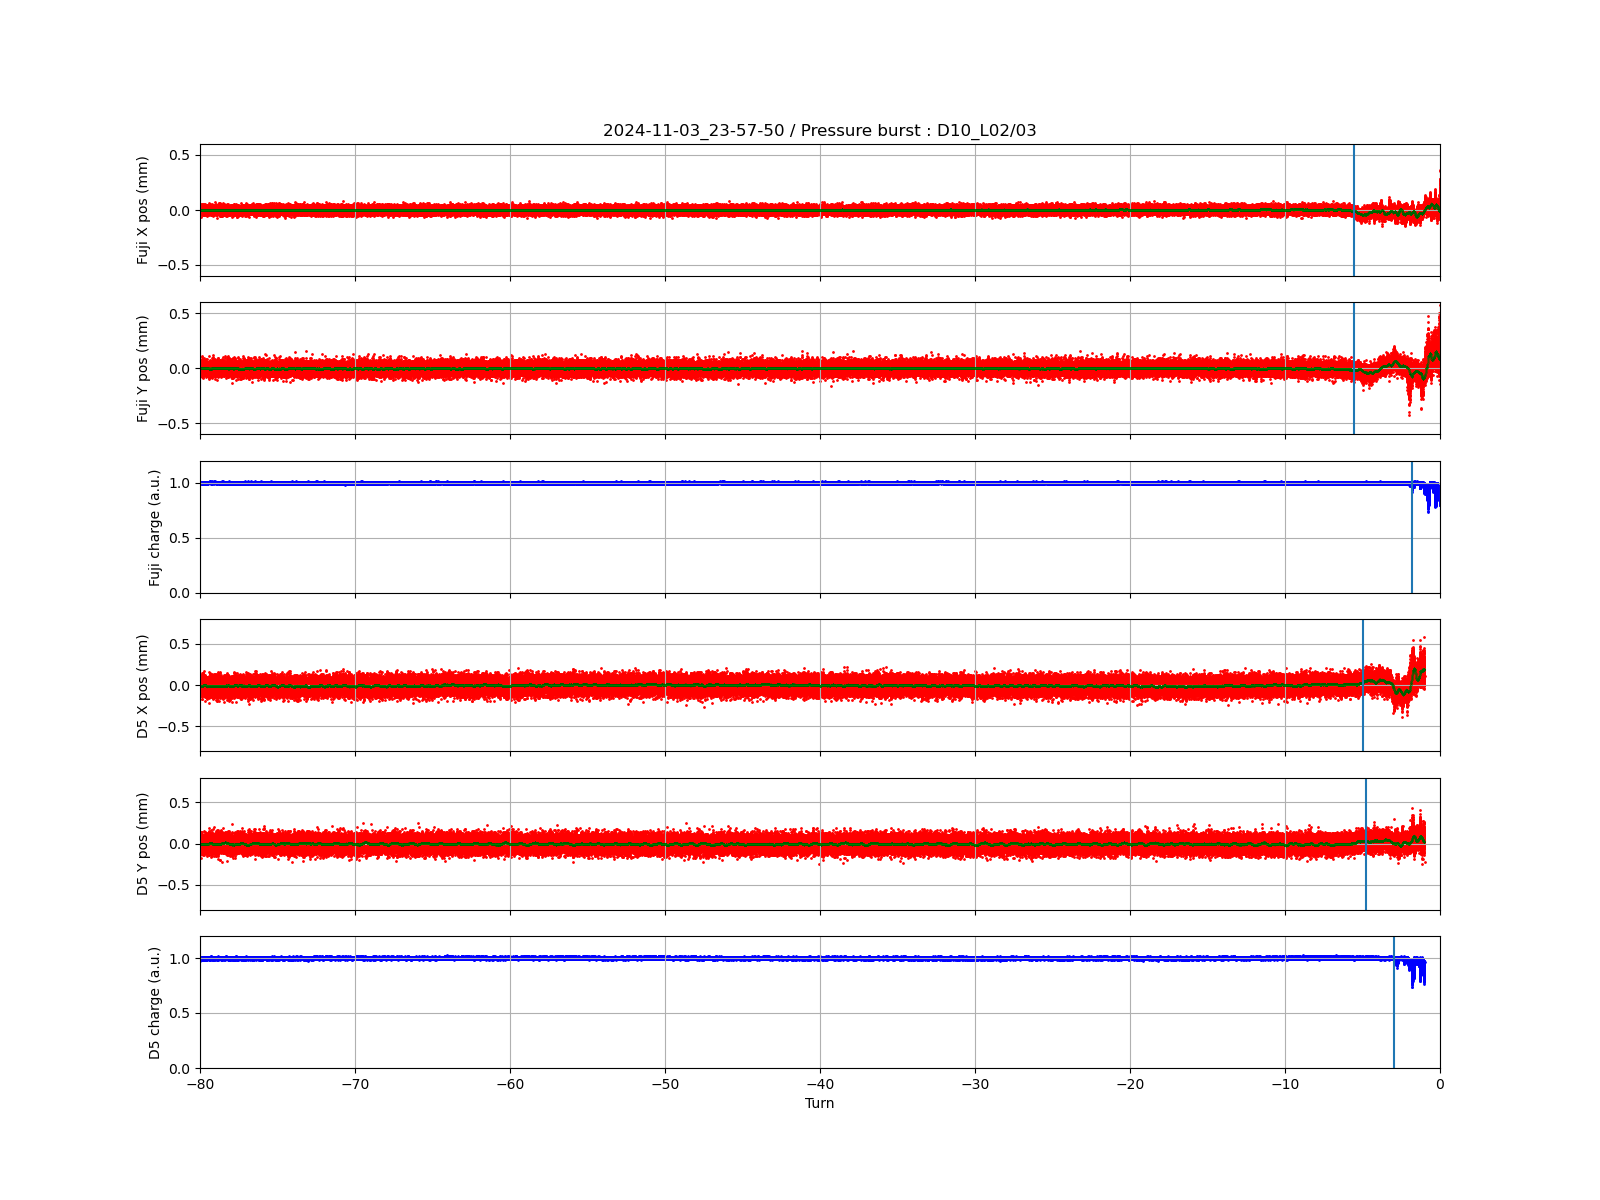 2024-11-03_23-57-50 / Pressure burst : D10_L02/03
Fuji X pos (mm)
0.5
0.0
−0.5
Fuji Y pos (mm)
0.5
0.0
−0.5
Fuji charge (a.u.)
1.0
0.5
0.0
D5 X pos (mm)
0.5
0.0
−0.5
D5 Y pos (mm)
0.5
0.0
−0.5
D5 charge (a.u.)
1.0
0.5
0.0
−80 −70 −60 −50 −40 −30 −20 −10 0
Turn